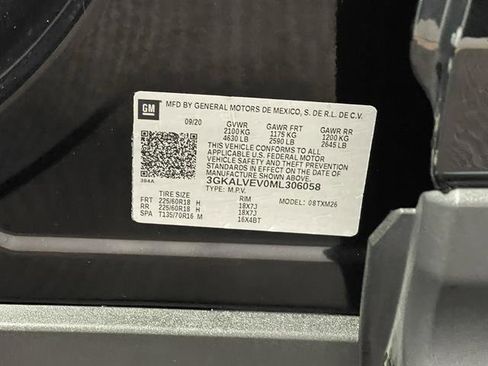 GM
MFD BY GENERAL MOTORS DE MEXICO, S. DE R.L. DE C.V.
09/20 GVWR GAWR FRT GAWR RR
2100 KG 1175 KG 1200 KG
4630 LB 2590 LB 2645 LB
THIS VEHICLE CONFORMS TO ALL
APPLICABLE U.S. FEDERAL MOTOR
VEHICLE SAFETY, BUMPER, AND THEFT
PREVENTION STANDARDS IN EFFECT ON THE
DATE OF MANUFACTURE SHOWN ABOVE.
3GKALVEV0ML306058
TYPE: M.P.V.
TIRE SIZE RIM MODEL: 08TXM26
FRT 225/60R18 H 18X7J
RR 225/60R18 H 18X7J
SPA T135/70R16 M 16X4BT